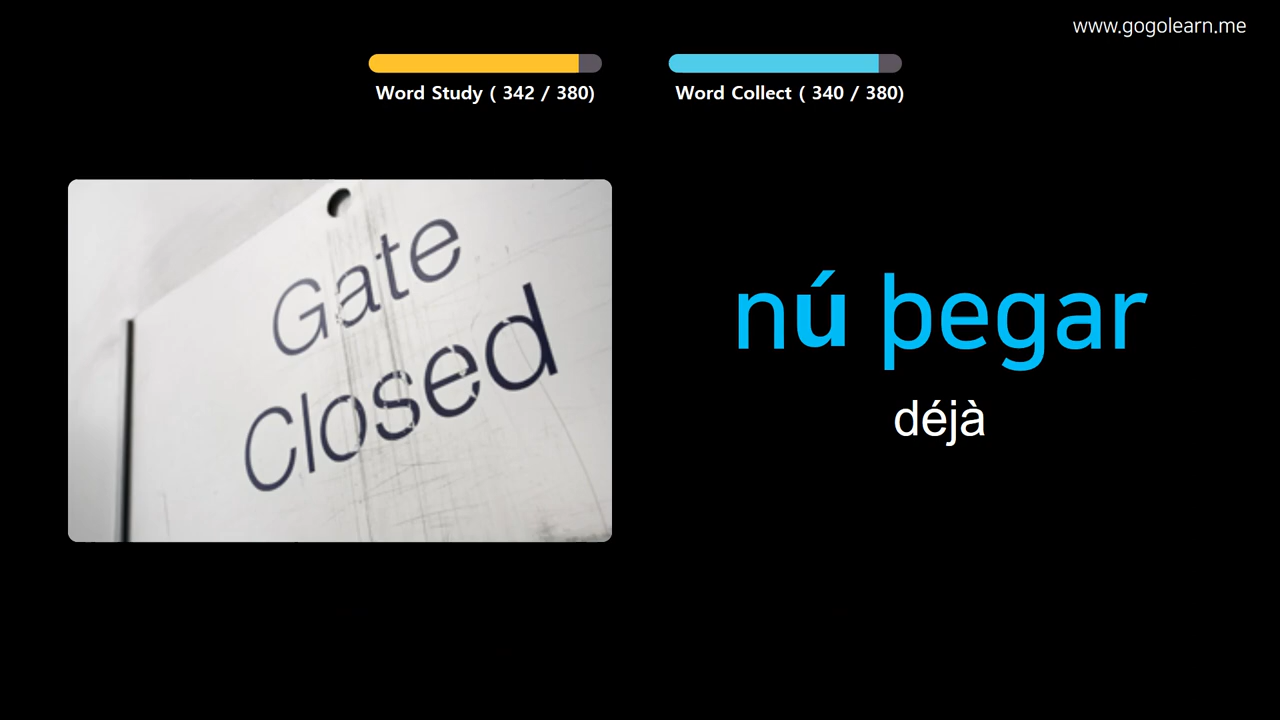 www.gogolearn.me
Word Study ( 342 / 380)
Word Collect ( 340 / 380)
Gate
Closed
nú þegar
déjà